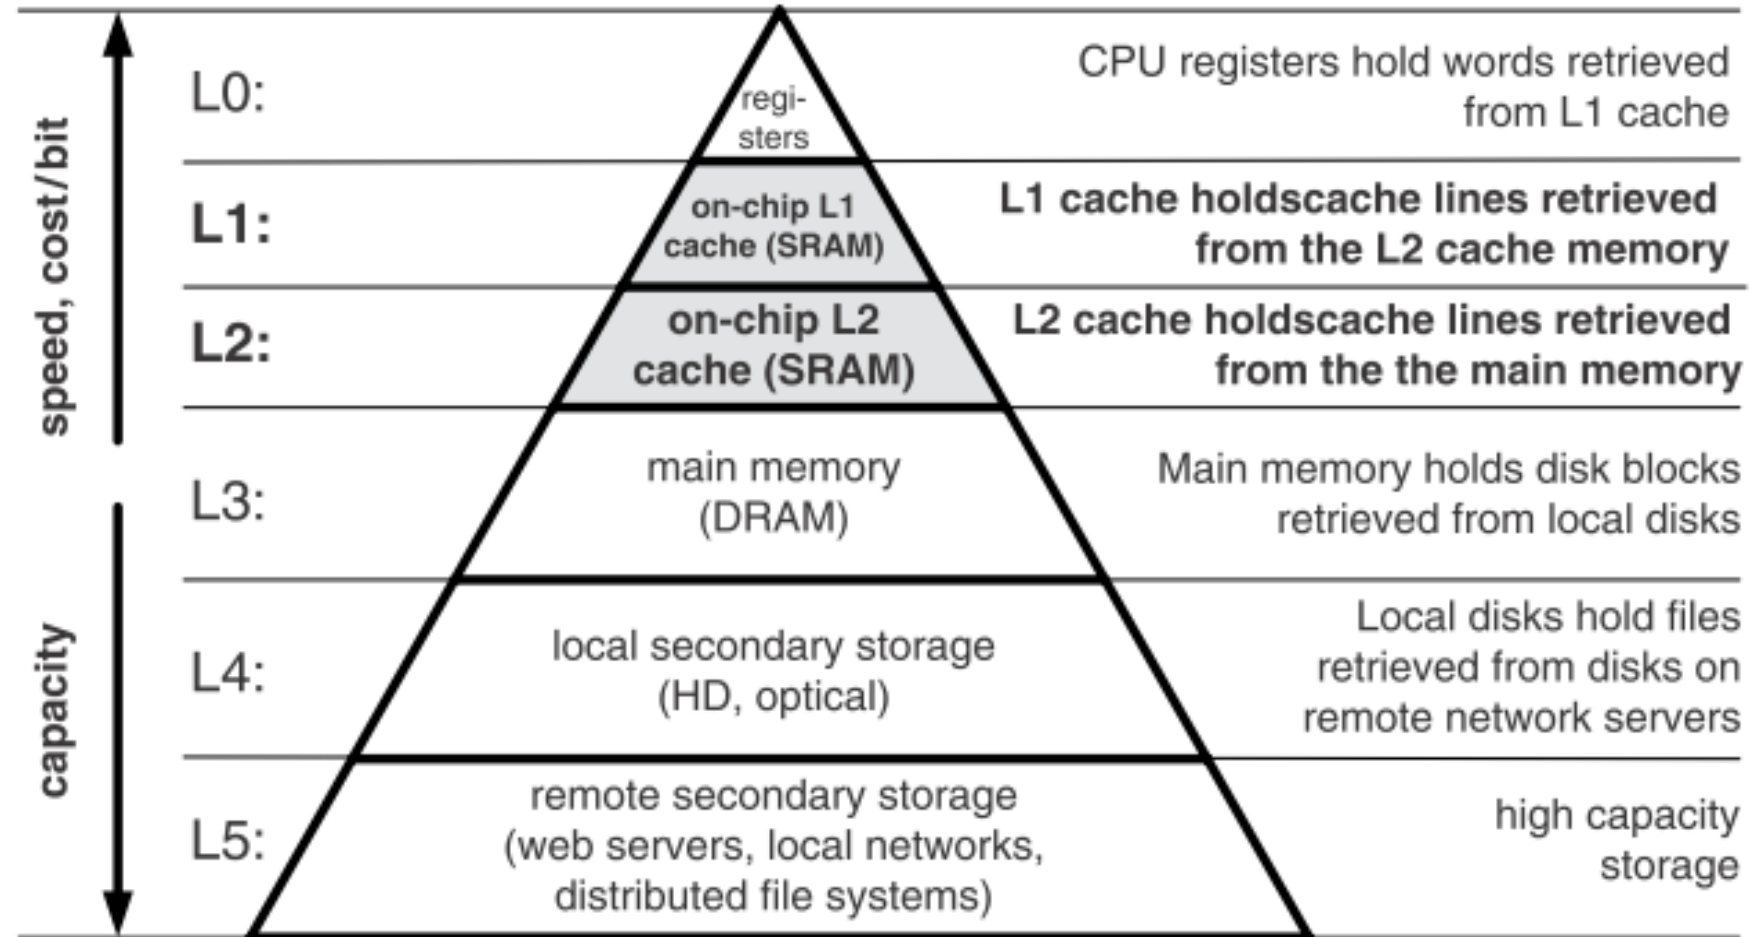 speed, cost/bit
capacity
L0:
regi-
sters
CPU registers hold words retrieved
from L1 cache
L1:
on-chip L1
cache (SRAM)
L1 cache holdscache lines retrieved
from the L2 cache memory
L2:
on-chip L2
cache (SRAM)
L2 cache holdscache lines retrieved
from the the main memory
L3:
main memory
(DRAM)
Main memory holds disk blocks
retrieved from local disks
L4:
local secondary storage
(HD, optical)
Local disks hold files
retrieved from disks on
remote network servers
L5:
remote secondary storage
(web servers, local networks,
distributed file systems)
high capacity
storage